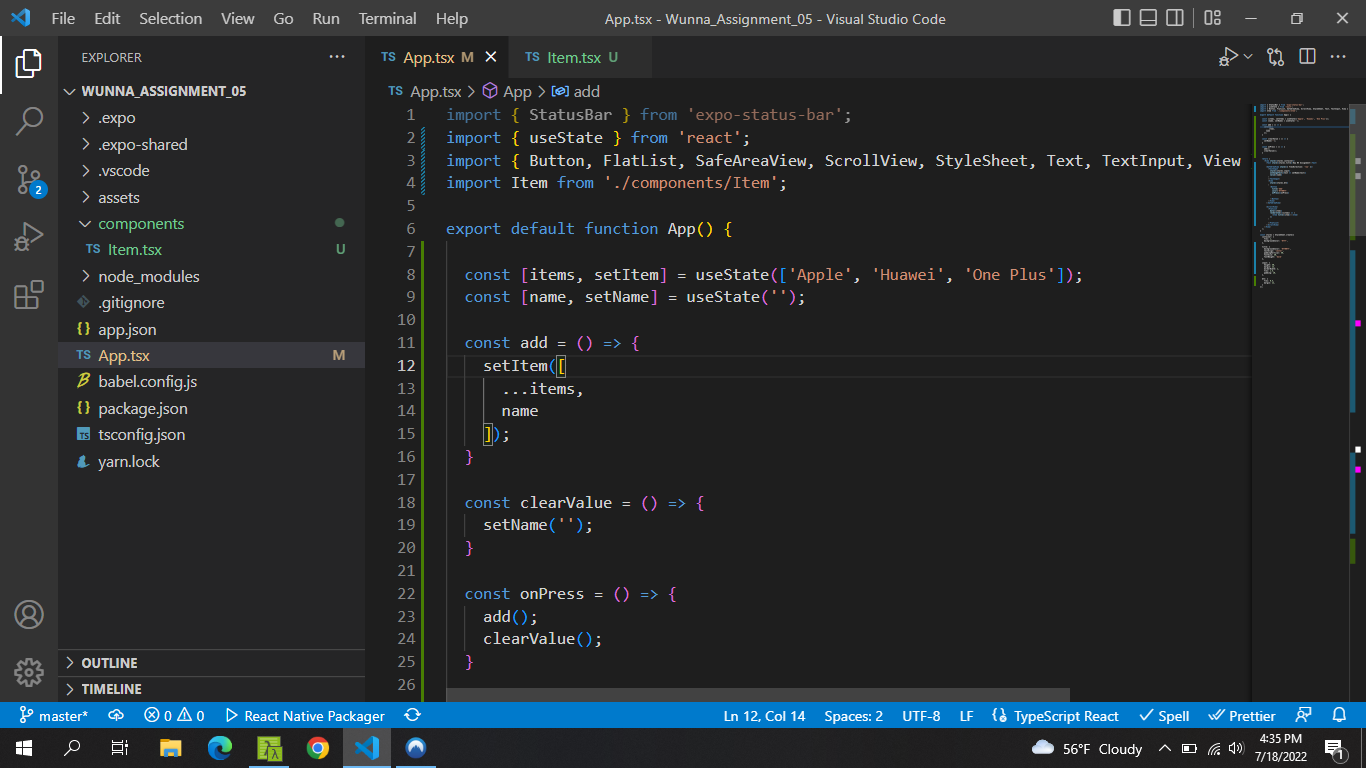 File Edit Selection View Go Run Terminal Help App.tsx - Wunna_Assignment_05 - Visual Studio Code
EXPLORER
WUNNA_ASSIGNMENT_05
.expo
.expo-shared
.vscode
assets
components
TS Item.tsx U
node_modules
.gitignore
{} app.json
TS App.tsx M
B babel.config.js
{} package.json
TS tsconfig.json
yarn.lock
OUTLINE
TIMELINE
2
TS App.tsx M TS Item.tsx U
TS App.tsx > App > add
1 import { StatusBar } from 'expo-status-bar';
2 import { useState } from 'react';
3 import { Button, FlatList, SafeAreaView, ScrollView, StyleSheet, Text, TextInput, View
4 import Item from './components/Item';
5
6 export default function App() {
7
8 const [items, setItem] = useState(['Apple', 'Huawei', 'One Plus']);
9 const [name, setName] = useState('');
10
11 const add = () => {
12 setItem([
13 ...items,
14 name
15 ]);
16 }
17
18 const clearValue = () => {
19 setName('');
20 }
21
22 const onPress = () => {
23 add();
24 clearValue();
25 }
26
master* 0 0 React Native Packager Ln 12, Col 14 Spaces: 2 UTF-8 LF {} TypeScript React Spell Prettier
56°F Cloudy 4:35 PM
7/18/2022
1